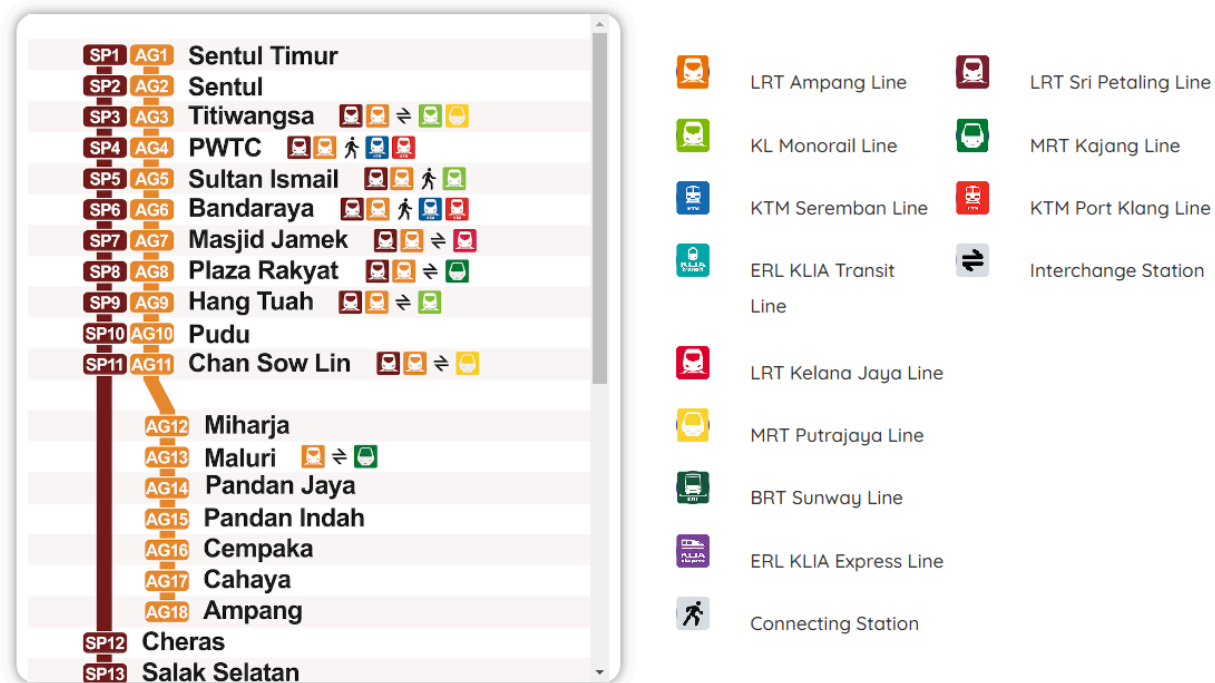 SP1 AG1 Sentul Timur
SP2 AG2 Sentul
SP3 AG3 Titiwangsa
SP4 AG4 PWTC
SP5 AG5 Sultan Ismail
SP6 AG6 Bandaraya
SP7 AG7 Masjid Jamek
SP8 AG8 Plaza Rakyat
SP9 AG9 Hang Tuah
SP10 AG10 Pudu
SP11 AG11 Chan Sow Lin
AG12 Miharja
AG13 Maluri
AG14 Pandan Jaya
AG15 Pandan Indah
AG16 Cempaka
AG17 Cahaya
AG18 Ampang
SP12 Cheras
SP13 Salak Selatan
LRT Ampang Line
LRT Sri Petaling Line
KL Monorail Line
MRT Kajang Line
KTM Seremban Line
KTM Port Klang Line
ERL KLIA Transit
Line
Interchange Station
LRT Kelana Jaya Line
MRT Putrajaya Line
BRT Sunway Line
ERL KLIA Express Line
Connecting Station